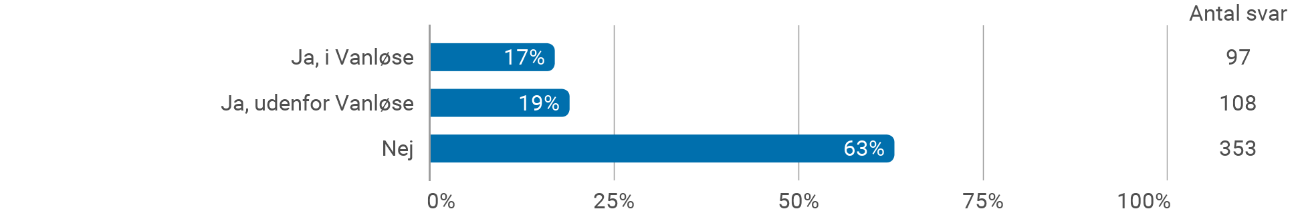 Antal svar
Ja, i Vanløse 17% 97
Ja, udenfor Vanløse 19% 108
Nej 63% 353
0% 25% 50% 75% 100%